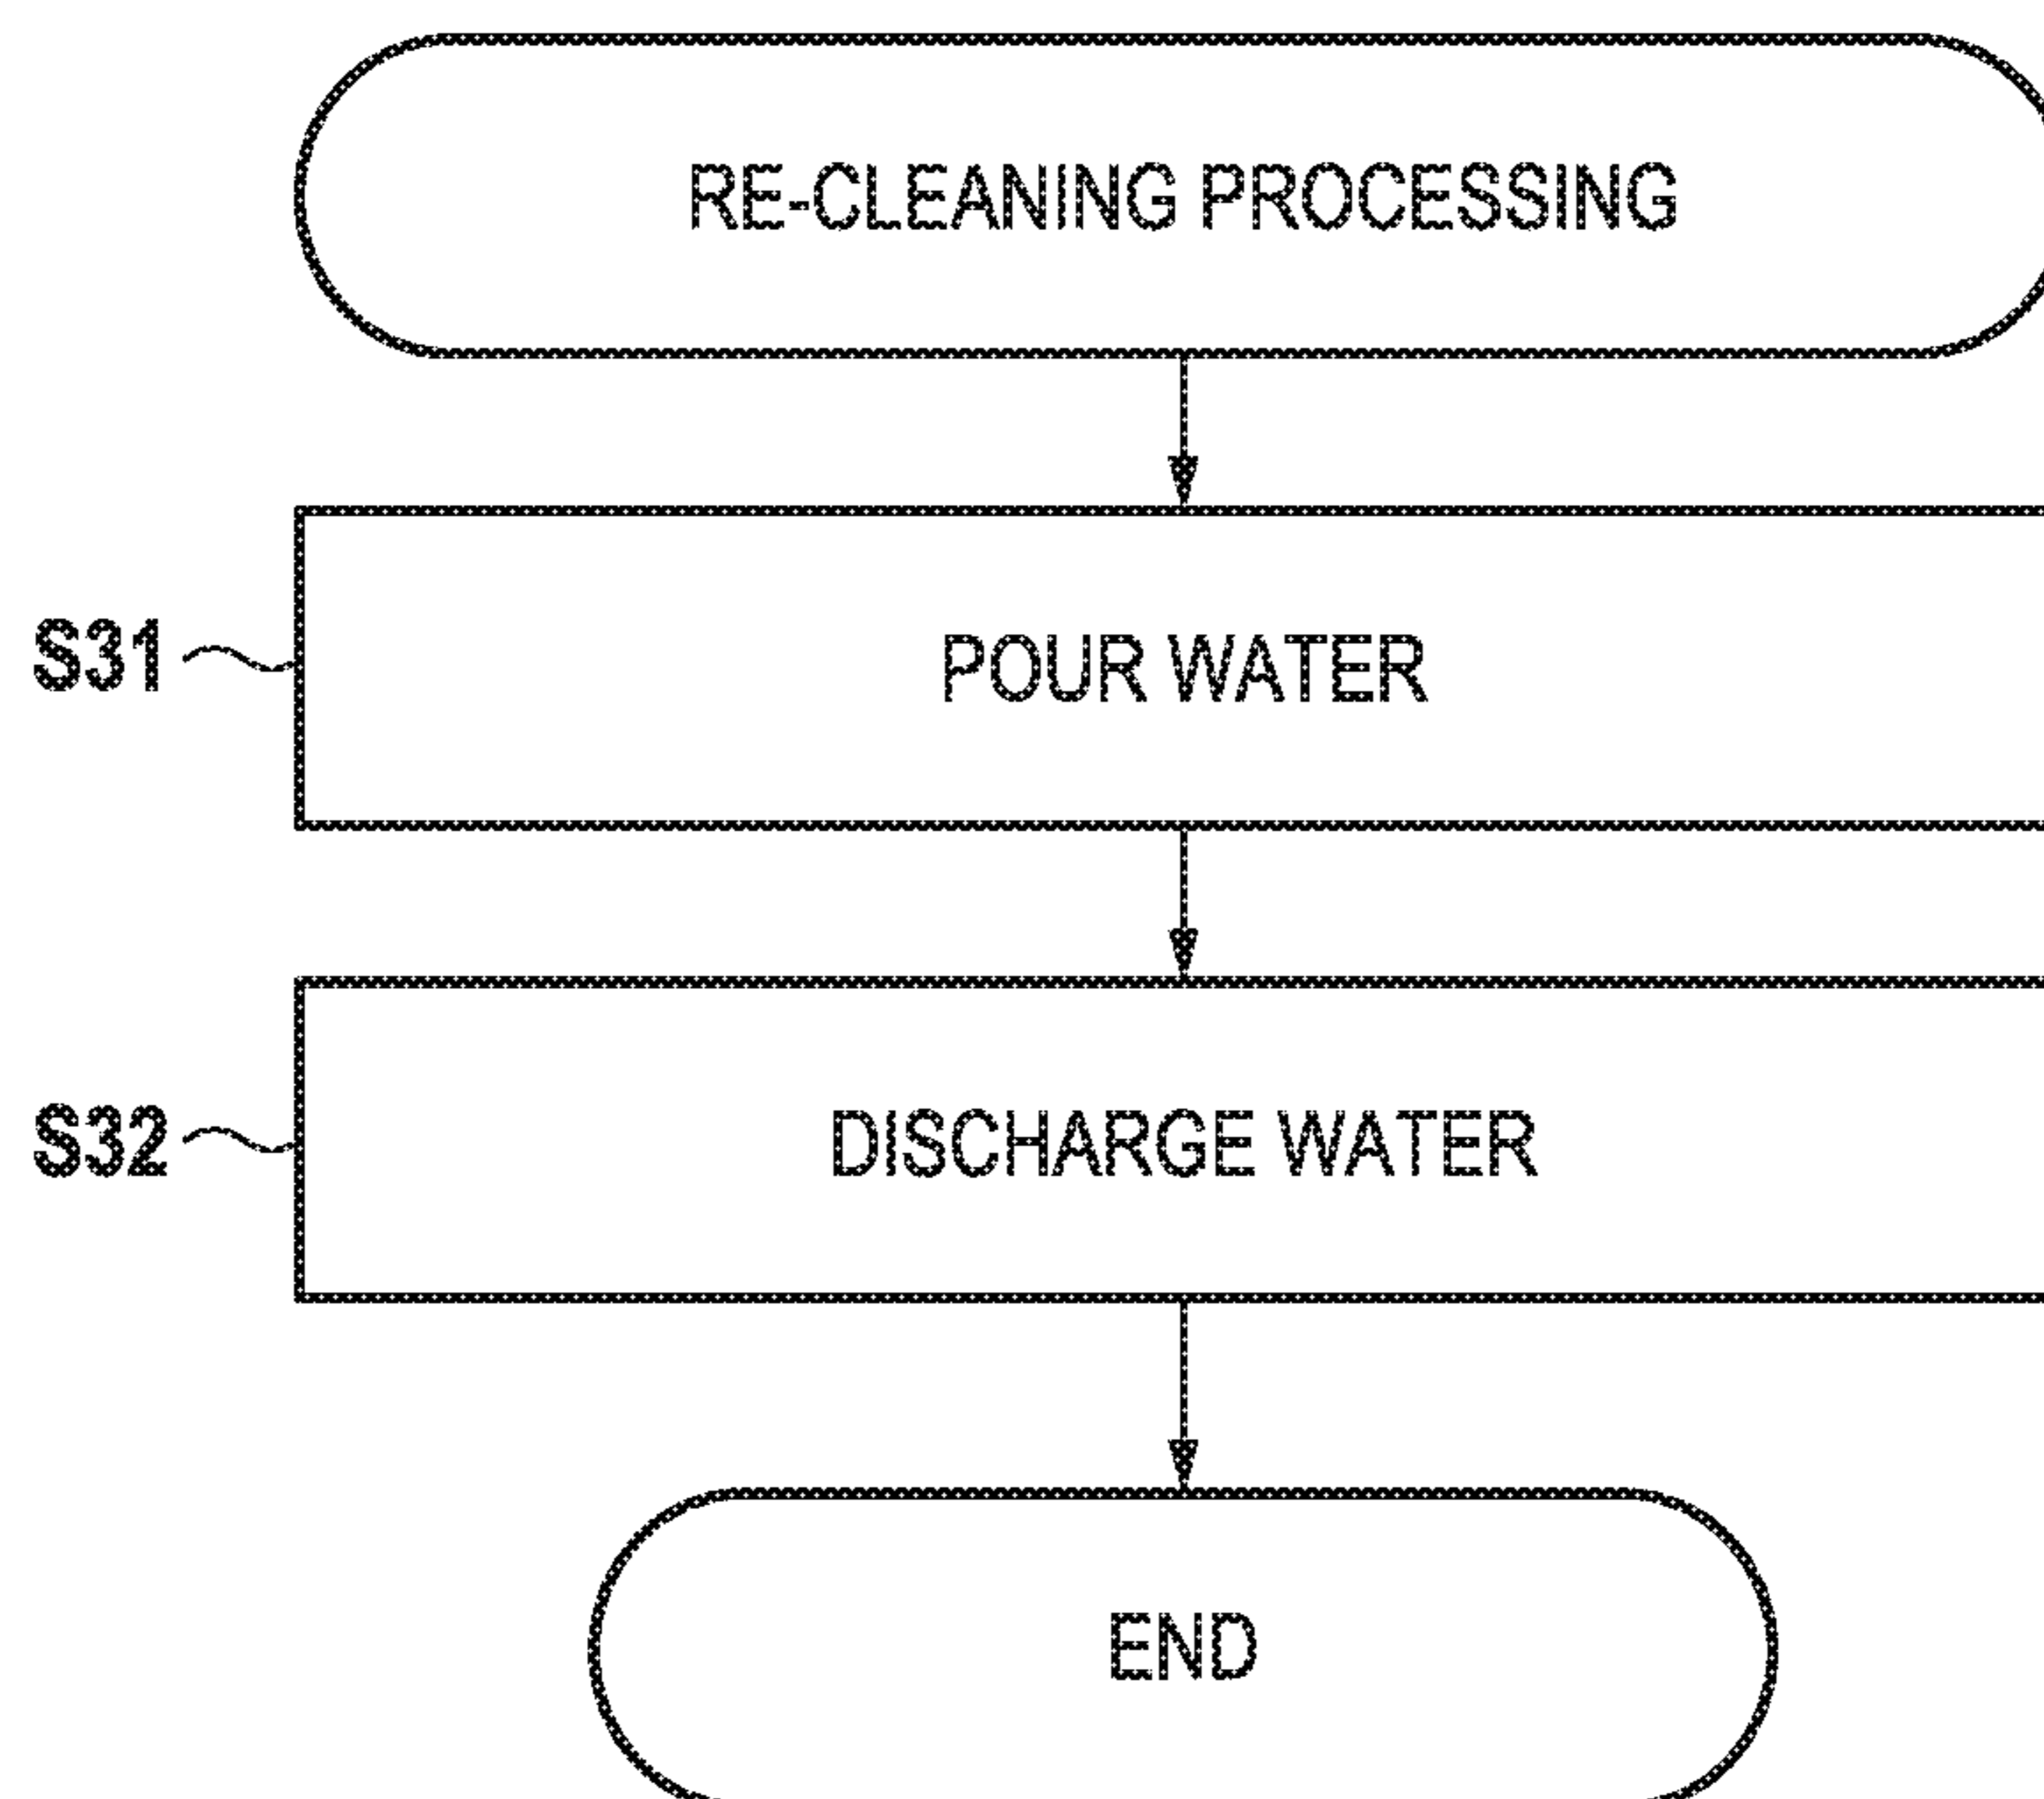 RE-CLEANING PROCESSING
S31
POUR WATER
S32
DISCHARGE WATER
END